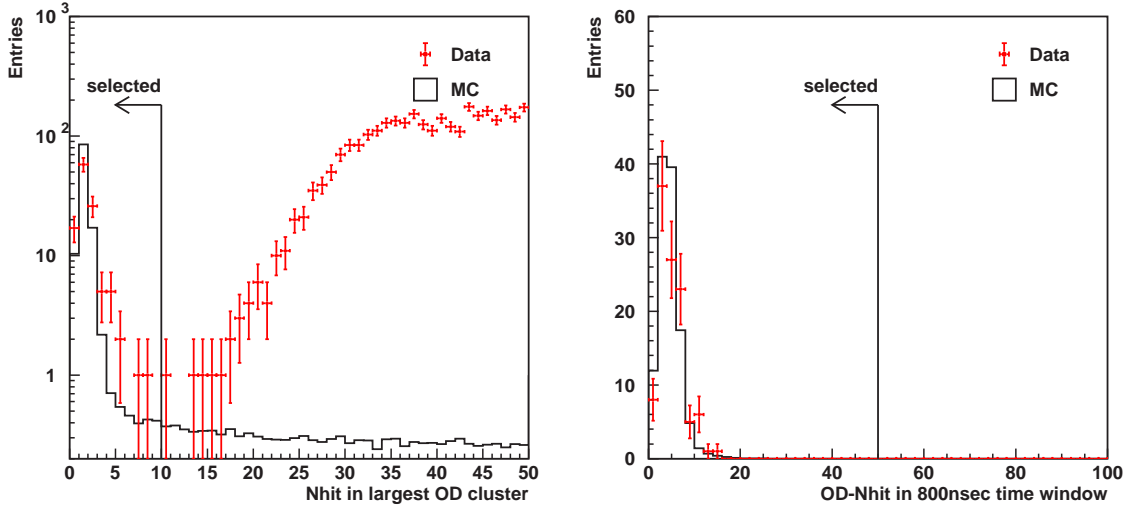 Entries
10 3
10 2
10
1
0 5 10 15 20 25 30 35 40 45 50
Nhit in largest OD cluster
selected
Data
MC
Entries
60
50
40
30
20
10
0
0 20 40 60 80 100
OD-Nhit in 800nsec time window
selected
Data
MC